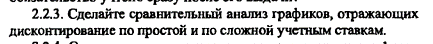 2.2.3. Сделайте сравнительный анализ графиков, отражающих
дисконтирование по простой и по сложной учетным ставкам.